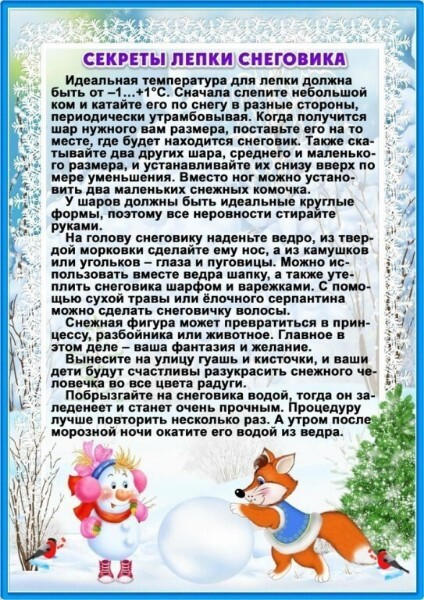 СЕКРЕТЫ ЛЕПКИ СНЕГОВИКА
Идеальная температура для лепки должна
быть от –1...+1°С. Сначала слепите небольшой
ком и катайте его по снегу в разные стороны,
периодически утрамбовывая. Когда получится
шар нужного вам размера, поставьте его на то
место, где будет находится снеговик. Также ска-
тывайте два других шара, среднего и маленько-
го размера, и устанавливайте их снизу вверх по
мере уменьшения. Вместо ног можно устано-
вить два маленьких снежных комочка.
У шаров должны быть идеальные круглые
формы, поэтому все неровности стирайте
руками.
На голову снеговику наденьте ведро, из твер-
дой морковки сделайте ему нос, а из камушков
или угольков – глаза и пуговицы. Можно ис-
пользовать вместе ведра шапку, а также уте-
плить снеговика шарфом и варежками. С помо-
щью сухой травы или ёлочного серпантина
можно сделать снеговичку волосы.
Снежная фигура может превратиться в прин-
цессу, разбойника или животное. Главное в
этом деле – ваша фантазия и желание.
Вынесите на улицу гуашь и кисточки, и ваши
дети будут счастливы разукрасить снежного че-
ловечка во все цвета радуги.
Побрызгайте на снеговика водой, тогда он за-
леденеет и станет очень прочным. Процедуру
лучше повторить несколько раз. А утром после
морозной ночи окатите его водой из ведра.